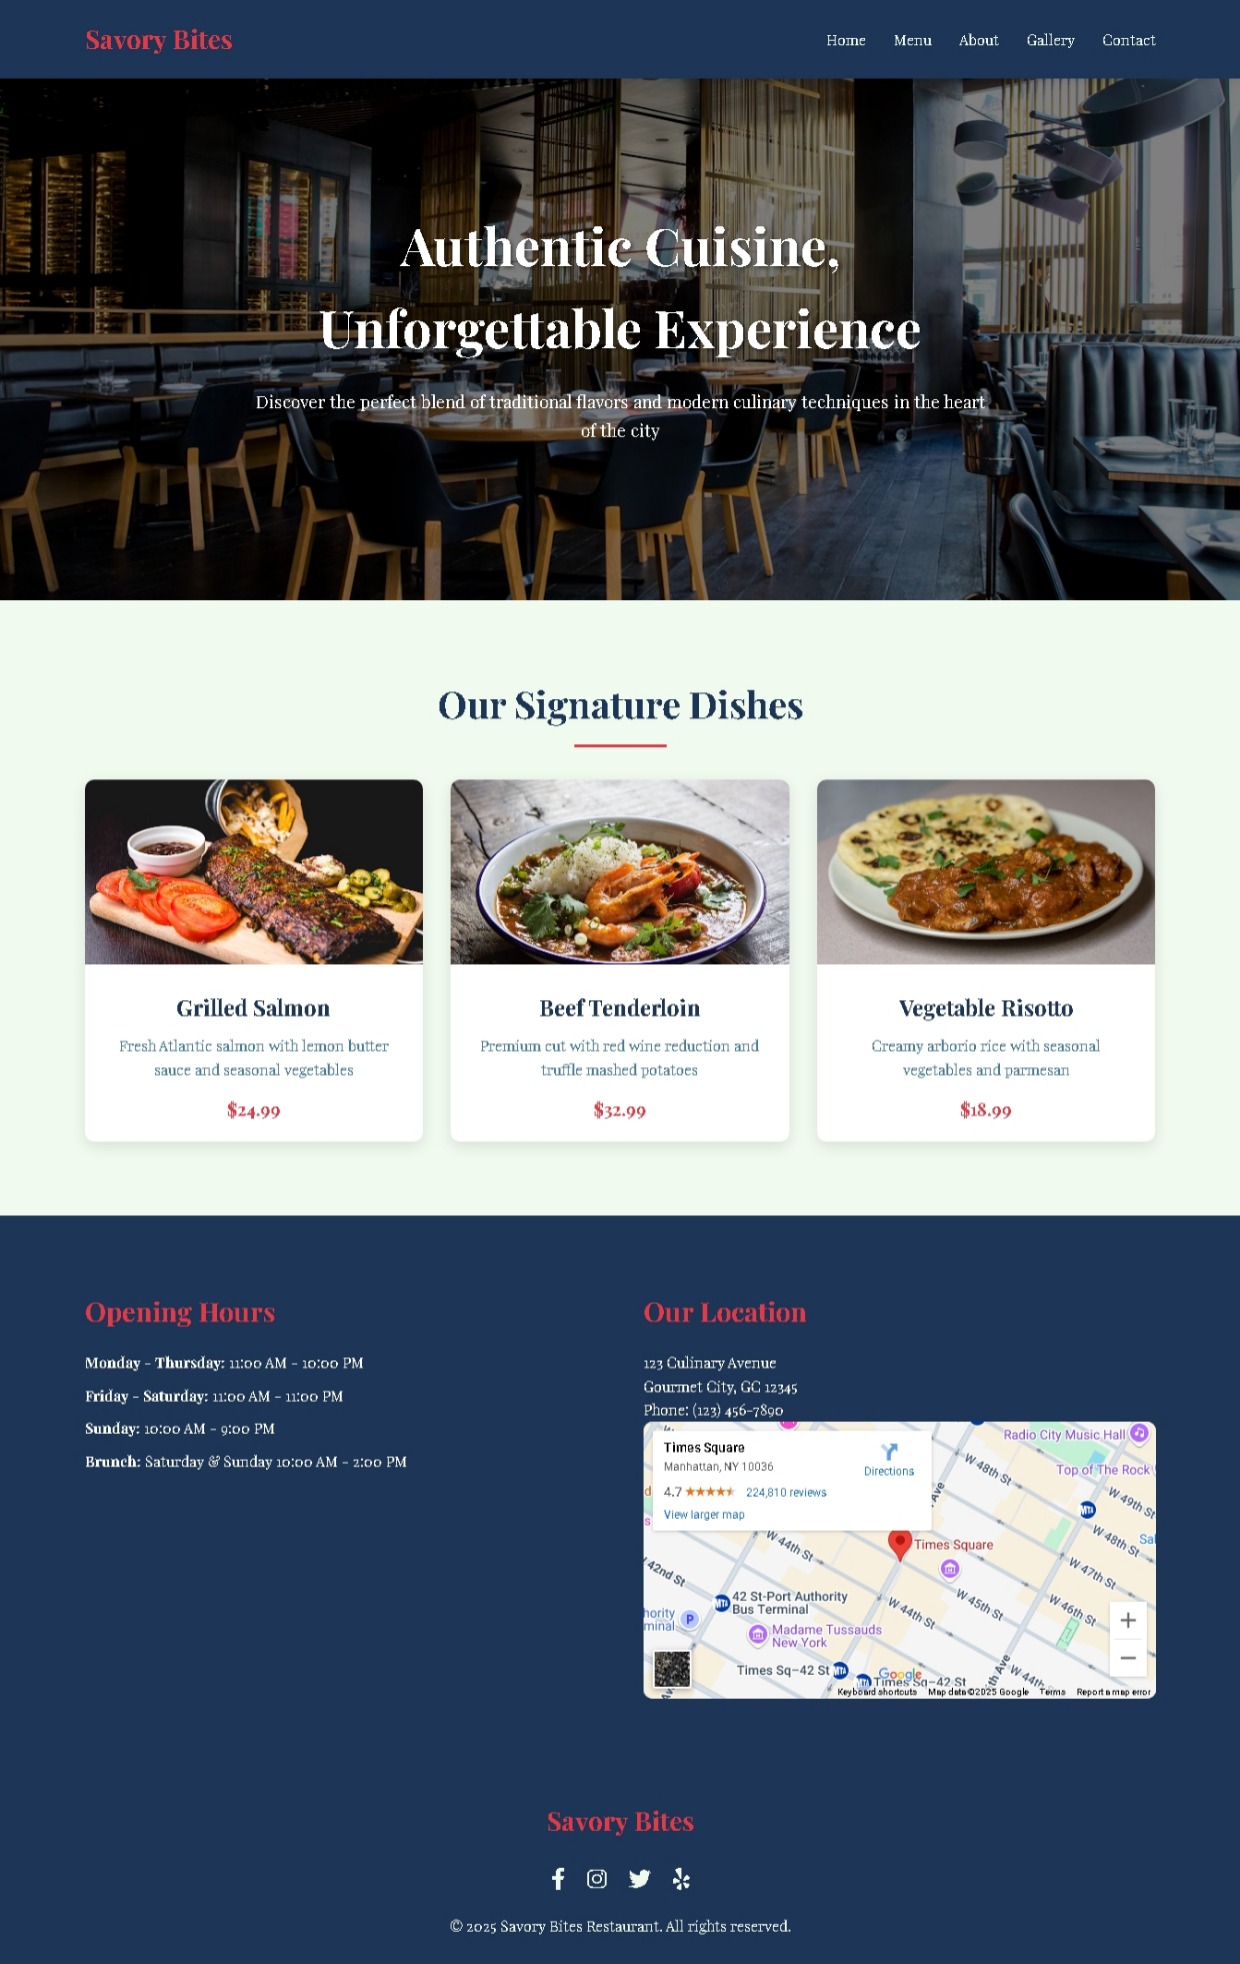 Savory Bites
Home Menu About Gallery Contact
Authentic Cuisine,
Unforgettable Experience
Discover the perfect blend of traditional flavors and modern culinary techniques in the heart
of the city
Our Signature Dishes
Grilled Salmon
Fresh Atlantic salmon with lemon butter
sauce and seasonal vegetables
$24.99
Beef Tenderloin
Premium cut with red wine reduction and
truffle mashed potatoes
$32.99
Vegetable Risotto
Creamy arborio rice with seasonal
vegetables and parmesan
$18.99
Opening Hours
Monday - Thursday: 11:00 AM - 10:00 PM
Friday - Saturday: 11:00 AM - 11:00 PM
Sunday: 10:00 AM - 9:00 PM
Brunch: Saturday & Sunday 10:00 AM - 2:00 PM
Our Location
123 Culinary Avenue
Gourmet City, GC 12345
Phone: (123) 456-7890
Times Square
Manhattan, NY 10036
Directions
4.7
224,810 reviews
View larger map
Radio City Music Hall
Top of The Rock
W 48th St
W 49th St
MTA
W 48th St
Ave
W 44th St
Times Square
W 47th St
42nd St
42 St-Port Authority
Bus Terminal
MTA
W 45th St
W 46th St
W 44th St
P
Madame Tussauds
New York
Times Sq-42 St
MTA
MTA
Times Sq-42 St
Google
W 44th
Keyboard shortcuts Map data ©2025 Google Terms Report a map error
Savory Bites
© 2025 Savory Bites Restaurant. All rights reserved.